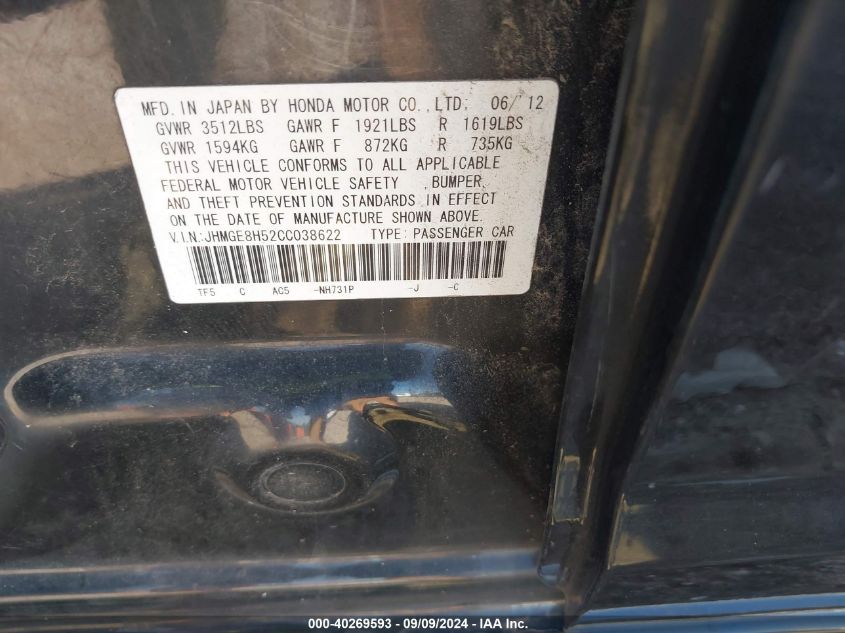 MFD. IN JAPAN BY HONDA MOTOR CO.,LTD. 06/'12
GVWR 3512LBS GAWR F 1921LBS R 1619LBS
GVWR 1594KG GAWR F 872KG R 735KG
THIS VEHICLE CONFORMS TO ALL APPLICABLE
FEDERAL MOTOR VEHICLE SAFETY ,BUMPER,
AND THEFT PREVENTION STANDARDS IN EFFECT
ON THE DATE OF MANUFACTURE SHOWN ABOVE.
V.I.N:JHMGE8H52CC038622 TYPE: PASSENGER CAR
TF5 C AC5 -NH731P -J -C
000-40269593 - 09/09/2024 - IAA Inc.